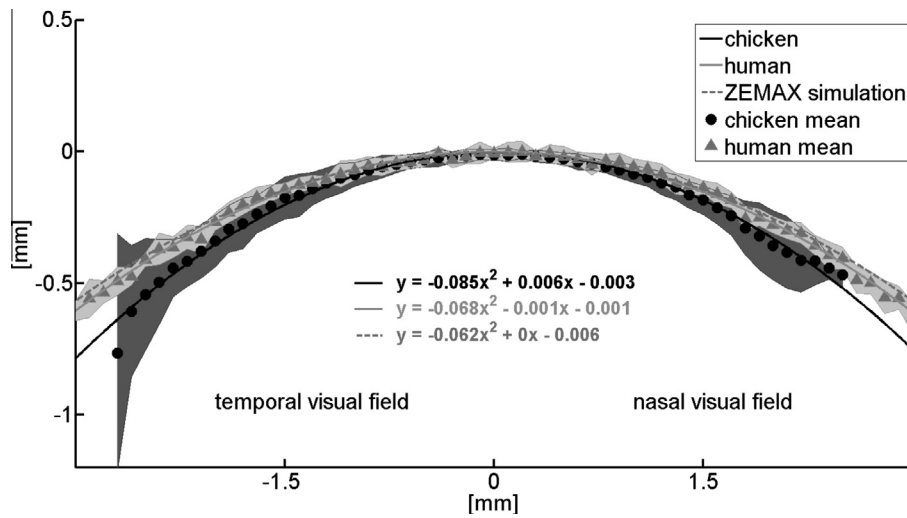 0.5
0
-0.5
-1
[mm]
chicken
human
ZEMAX simulation
chicken mean
human mean
y = -0.085x² + 0.006x - 0.003
y = -0.068x² - 0.001x - 0.001
y = -0.062x² + 0x - 0.006
temporal visual field
nasal visual field
-1.5
0
1.5
[mm]